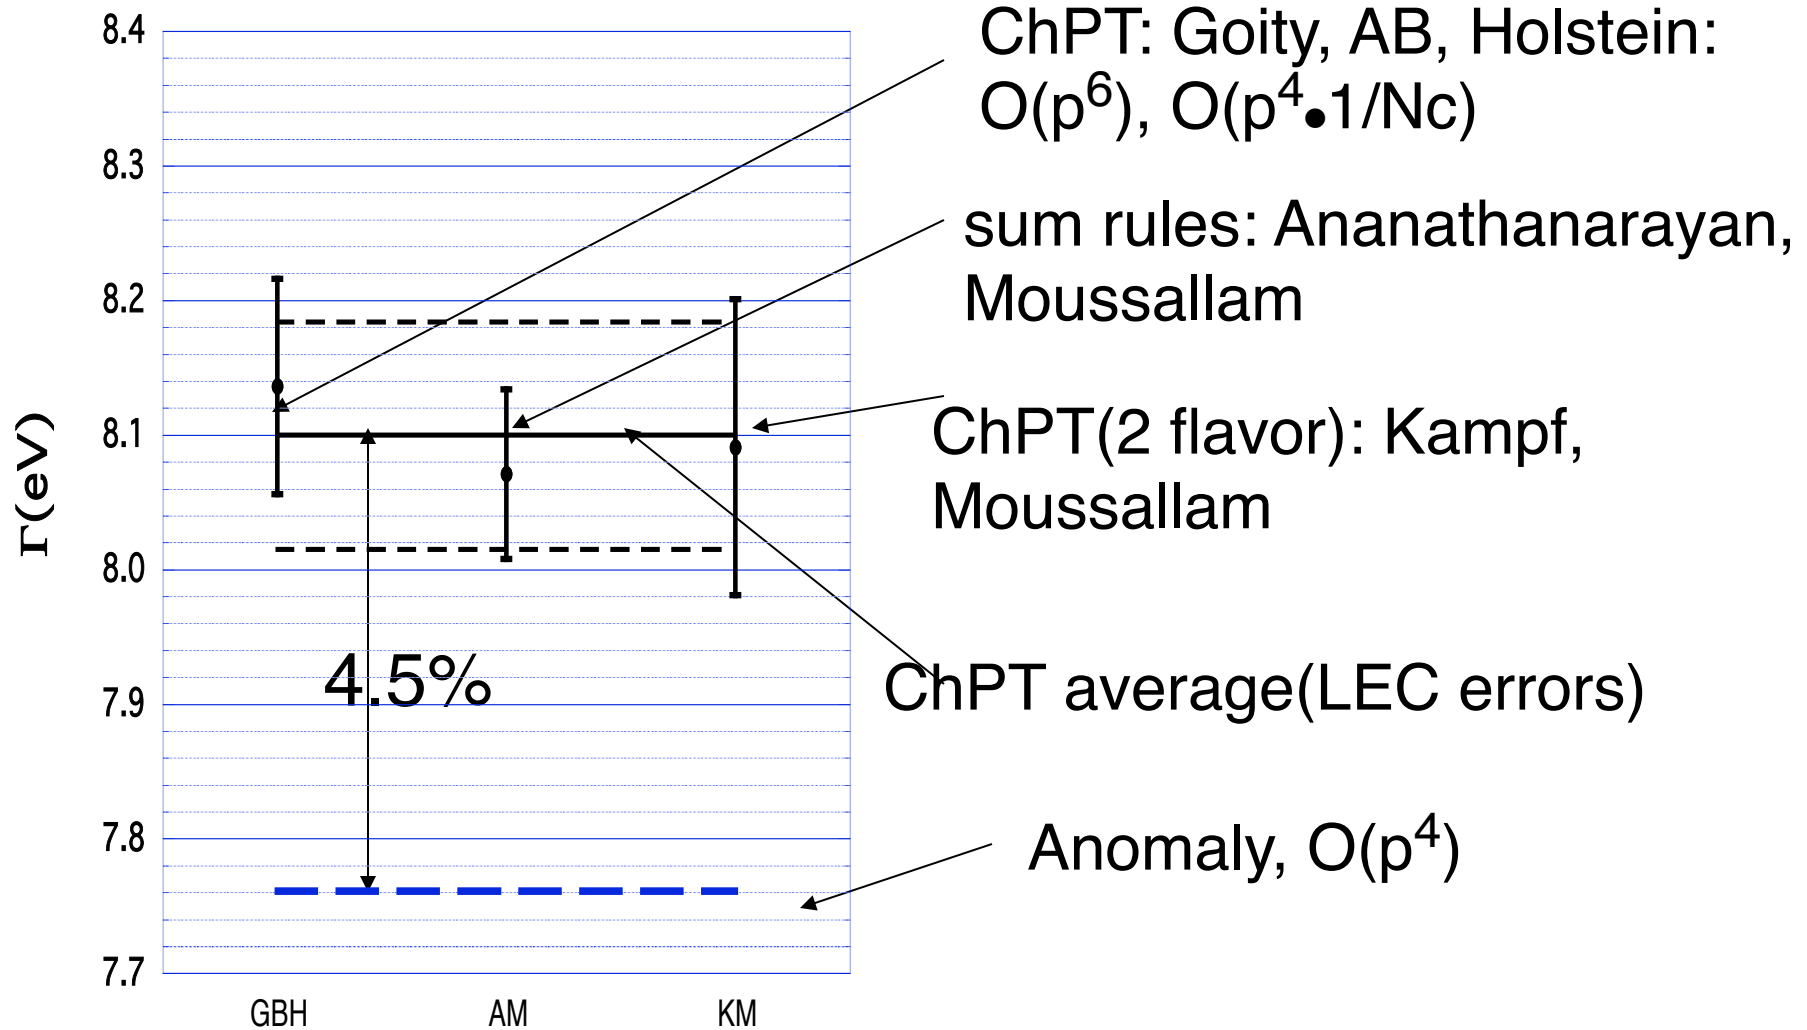 8.4
8.3
8.2
8.1
8.0
7.9
7.8
7.7
Γ(eV)
GBH
AM
KM
4.5%
ChPT: Goity, AB, Holstein:
O(p⁶), O(p⁴•1/Nc)
sum rules: Ananathanarayan,
Moussallam
ChPT(2 flavor): Kampf,
Moussallam
ChPT average(LEC errors)
Anomaly, O(p⁴)